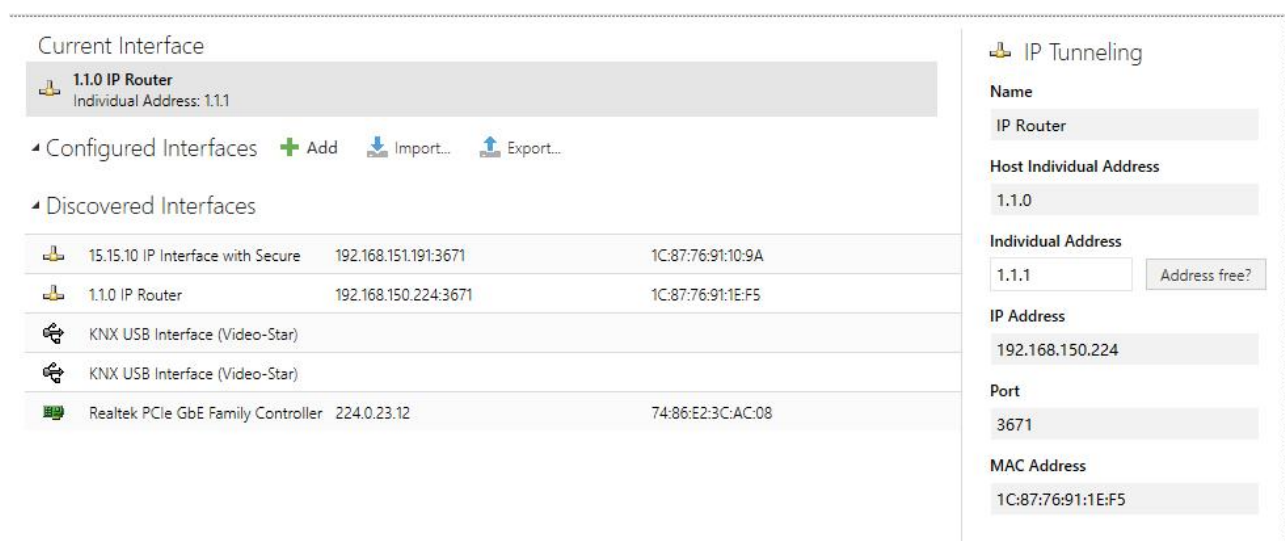 Current Interface
1.1.0 IP Router
Individual Address: 1.1.1
Configured Interfaces Add Import... Export...
Discovered Interfaces
15.15.10 IP Interface with Secure 192.168.151.191:3671 1C:87:76:91:10:9A
1.1.0 IP Router 192.168.150.224:3671 1C:87:76:91:1E:F5
KNX USB Interface (Video-Star)
KNX USB Interface (Video-Star)
Realtek PCIe GbE Family Controller 224.0.23.12 74:86:E2:3C:AC:08
IP Tunneling
Name
IP Router
Host Individual Address
1.1.0
Individual Address
1.1.1 Address free?
IP Address
192.168.150.224
Port
3671
MAC Address
1C:87:76:91:1E:F5